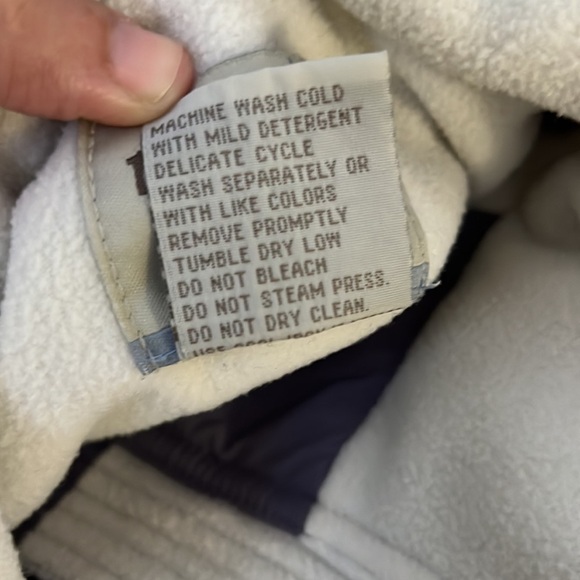 MACHINE WASH COLD
WITH MILD DETERGENT
DELICATE CYCLE
WASH SEPARATELY OR
WITH LIKE COLORS
REMOVE PROMPTLY
TUMBLE DRY LOW
DO NOT BLEACH
DO NOT STEAM PRESS.
DO NOT DRY CLEAN.